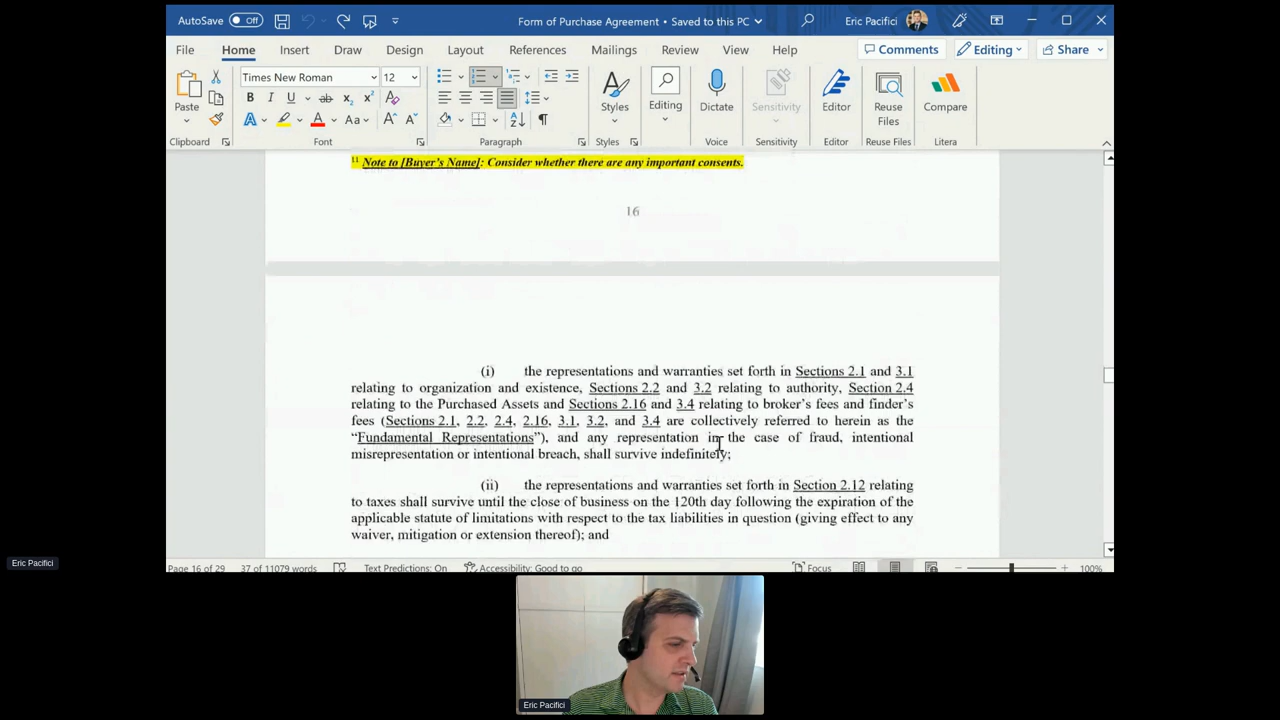 AutoSave Off Form of Purchase Agreement • Saved to this PC Eric Pacifici
File Home Insert Draw Design Layout References Mailings Review View Help Comments Editing Share
Times New Roman 12
Paste Styles Editing Dictate Sensitivity Editor Reuse Files Compare
Clipboard Font Paragraph Styles Voice Sensitivity Editor Reuse Files Litera
11 Note to [Buyer's Name]: Consider whether there are any important consents.
16
(i) the representations and warranties set forth in Sections 2.1 and 3.1
relating to organization and existence, Sections 2.2 and 3.2 relating to authority, Section 2.4
relating to the Purchased Assets and Sections 2.16 and 3.4 relating to broker's fees and finder's
fees (Sections 2.1, 2.2, 2.4, 2.16, 3.1, 3.2, and 3.4 are collectively referred to herein as the
“Fundamental Representations”), and any representation in the case of fraud, intentional
misrepresentation or intentional breach, shall survive indefinitely;
(ii) the representations and warranties set forth in Section 2.12 relating
to taxes shall survive until the close of business on the 120th day following the expiration of the
applicable statute of limitations with respect to the tax liabilities in question (giving effect to any
waiver, mitigation or extension thereof); and
Eric Pacifici
Page 16 of 29 37 of 11079 words Text Predictions: On Accessibility: Good to go Focus 100%
Eric Pacifici